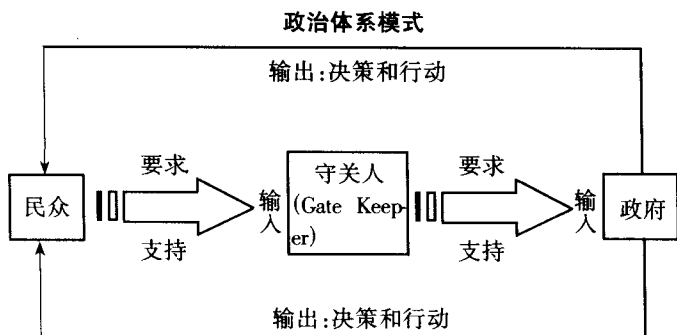 政治体系模式
输出:决策和行动
民众
要求
支持
输
入
守关人
(Gate Keep-
er)
要求
支持
输
入
政府
输出:决策和行动